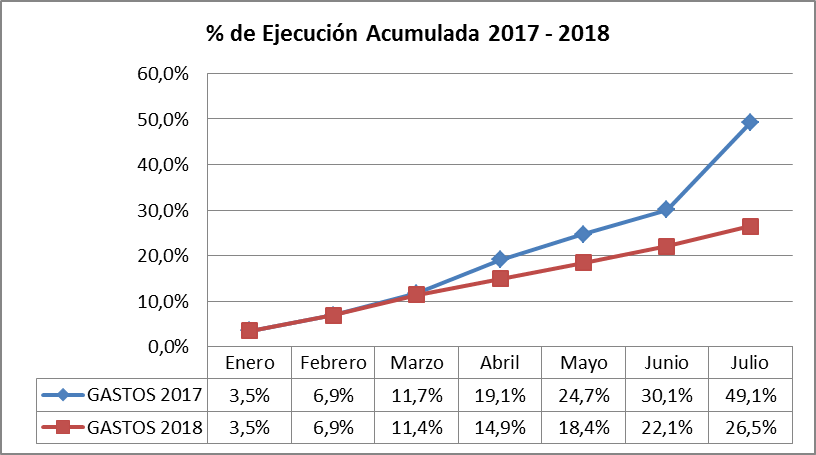 % de Ejecución Acumulada 2017 - 2018
60,0%
50,0%
40,0%
30,0%
20,0%
10,0%
0,0%
Enero Febrero Marzo Abril Mayo Junio Julio
GASTOS 2017 3,5% 6,9% 11,7% 19,1% 24,7% 30,1% 49,1%
GASTOS 2018 3,5% 6,9% 11,4% 14,9% 18,4% 22,1% 26,5%